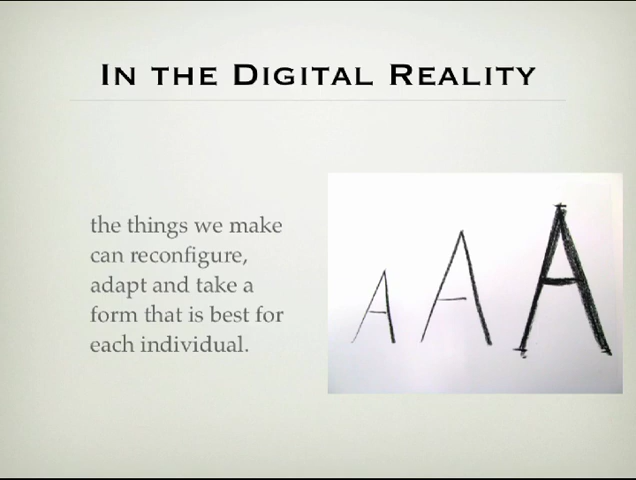 In the Digital Reality
the things we make
can reconfigure,
adapt and take a
form that is best for
each individual.
A A A